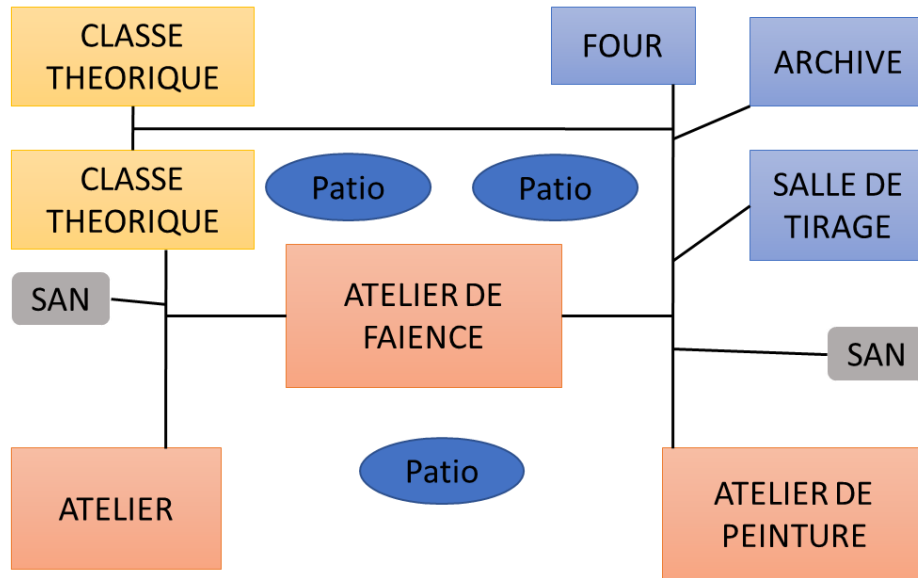 CLASSE
THEORIQUE
FOUR
ARCHIVE
CLASSE
THEORIQUE
Patio
Patio
SALLE DE
TIRAGE
SAN
ATELIER DE
FAIENCE
SAN
Patio
ATELIER
ATELIER DE
PEINTURE